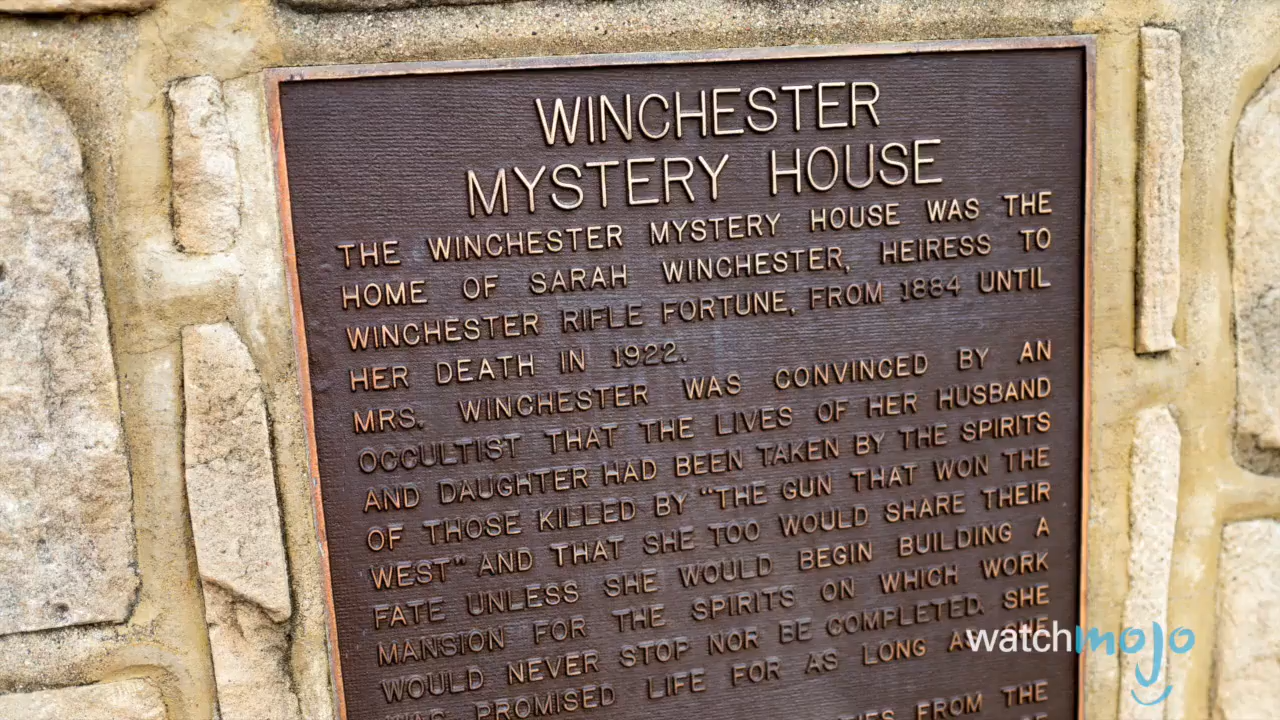 WINCHESTER
MYSTERY HOUSE
THE WINCHESTER MYSTERY HOUSE WAS THE
HOME OF SARAH WINCHESTER, HEIRESS TO
WINCHESTER RIFLE FORTUNE, FROM 1884 UNTIL
HER DEATH IN 1922.
MRS. WINCHESTER WAS CONVINCED BY AN
OCCULTIST THAT THE LIVES OF HER HUSBAND
AND DAUGHTER HAD BEEN TAKEN BY THE SPIRITS
OF THOSE KILLED BY "THE GUN THAT WON THE
WEST" AND THAT SHE TOO WOULD SHARE THEIR
FATE UNLESS SHE WOULD BEGIN BUILDING A
MANSION FOR THE SPIRITS ON WHICH WORK
WOULD NEVER STOP NOR BE COMPLETED. SHE
WAS PROMISED LIFE FOR AS LONG AS SHE
FROM THE
watchmojo